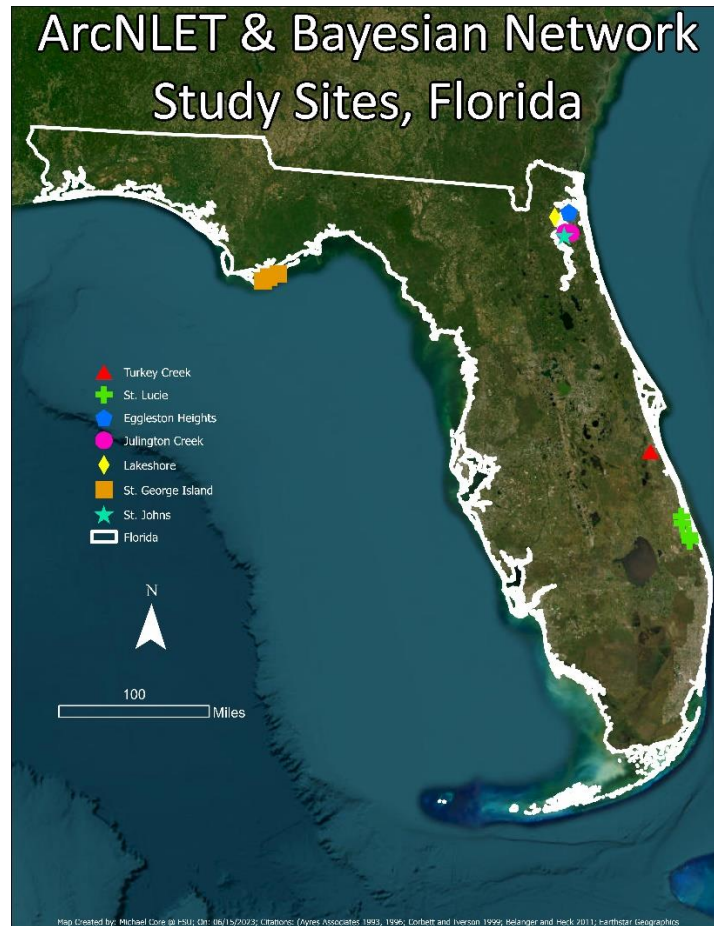 ArcNLET & Bayesian Network
Study Sites, Florida
Turkey Creek
St. Lucie
Eggleston Heights
Julington Creek
Lakeshore
St. George Island
St. Johns
Florida
N
100
Miles
Map Created by: Michael Core @ FSU; On: 06/15/2023; Citations: (Ayres Associates 1993, 1996; Corbett and Iverson 1999; Belanger and Heck 2011; Earthstar Geographics